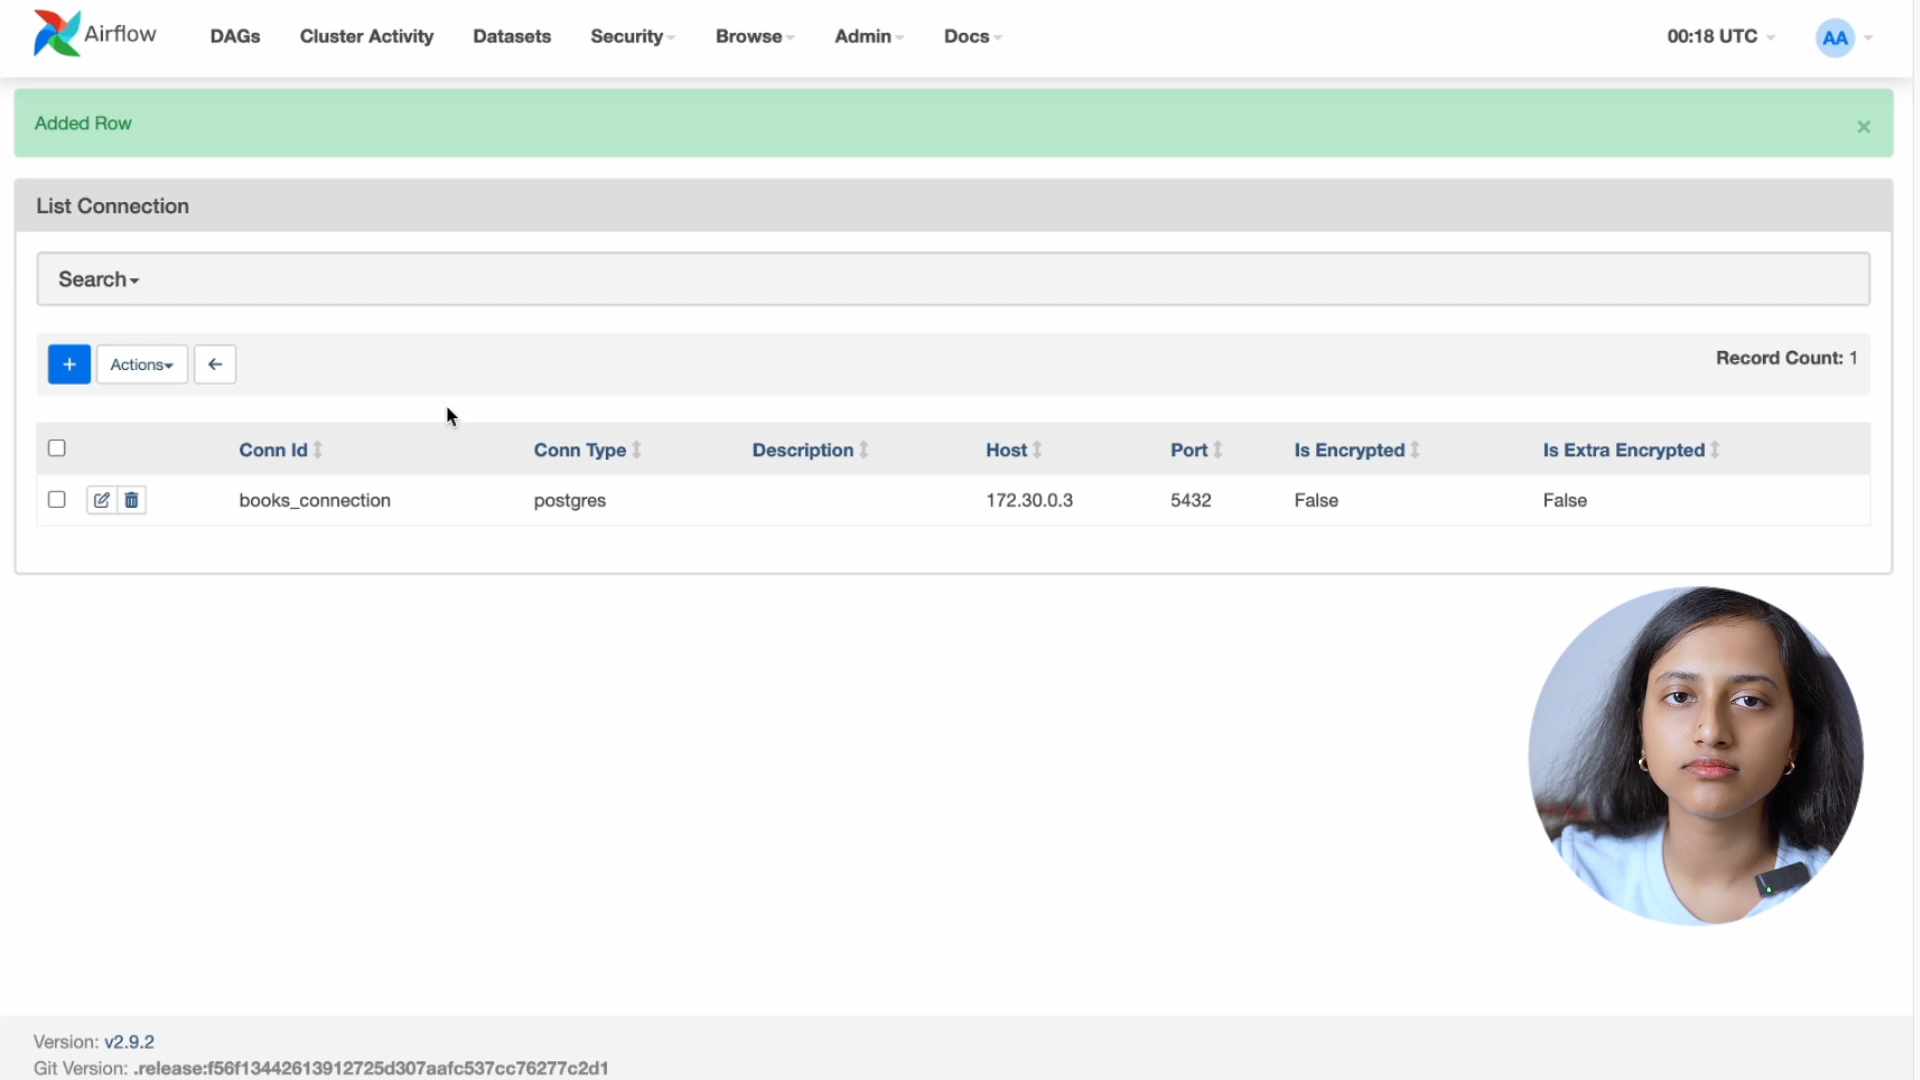 Airflow DAGs Cluster Activity Datasets Security Browse Admin Docs 00:18 UTC AA
Added Row ×
List Connection
Search
+ Actions ← Record Count: 1
Conn Id Conn Type Description Host Port Is Encrypted Is Extra Encrypted
books_connection postgres 172.30.0.3 5432 False False
Version: v2.9.2
Git Version: .release:f56f13442613912725d307aafc537cc76277c2d1